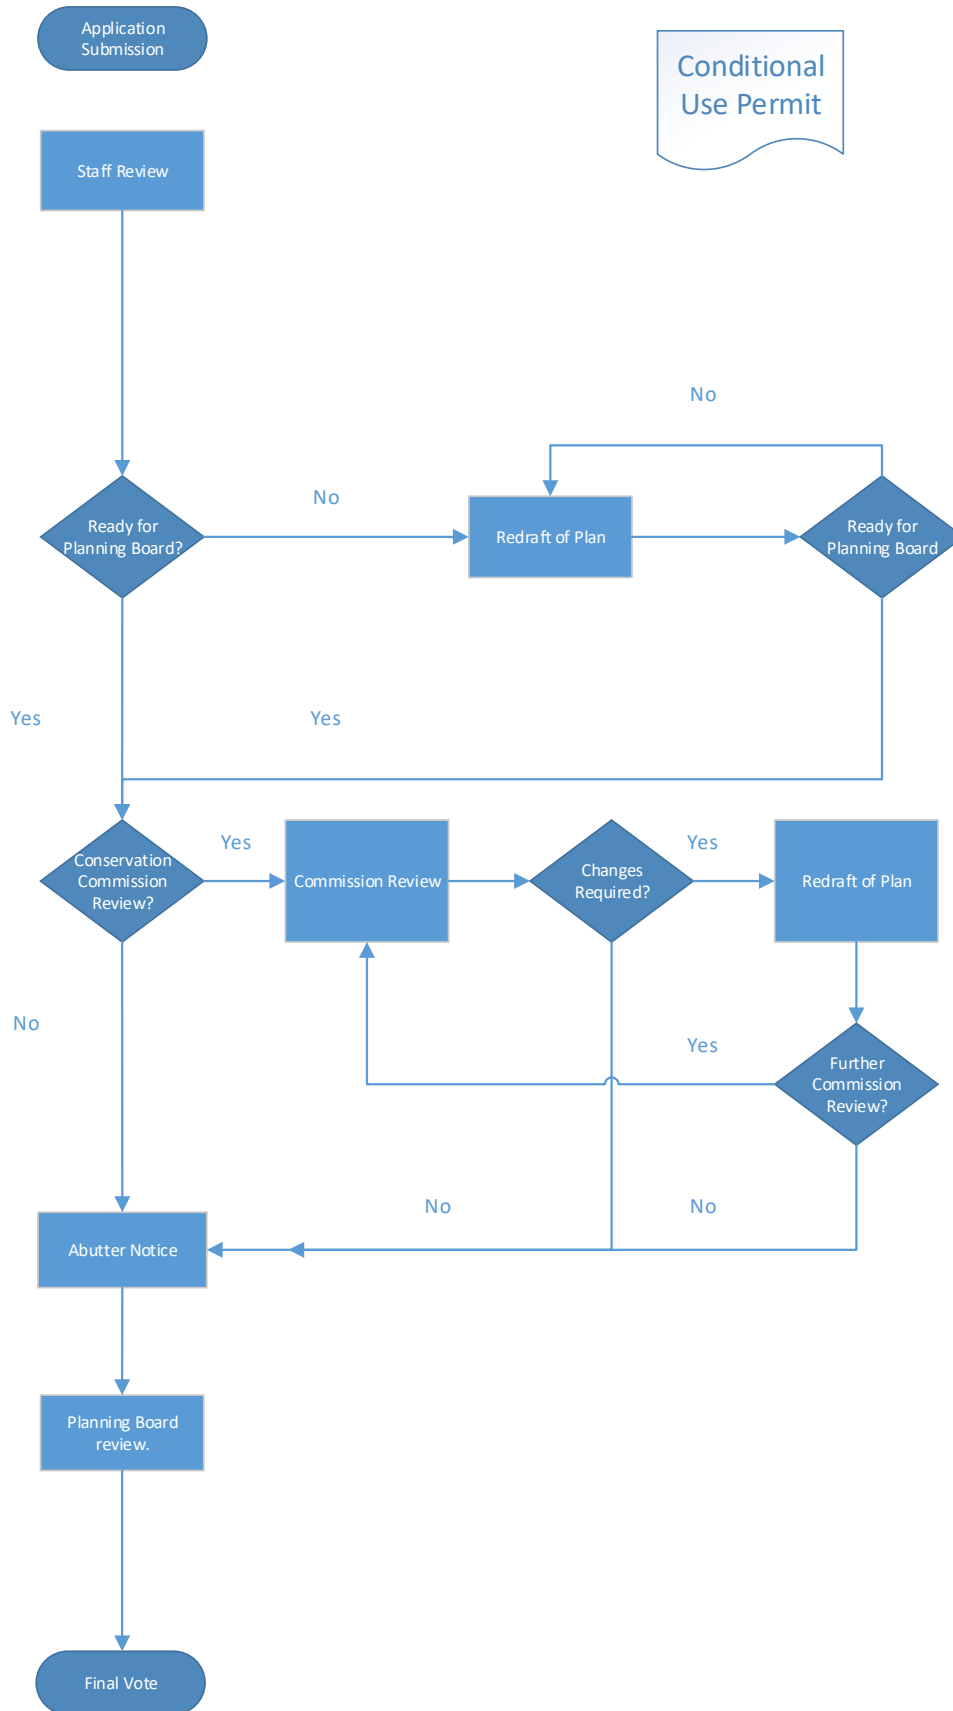 Application
Submission
Conditional
Use Permit
Staff Review
No
No
Ready for
Planning Board?
Redraft of Plan
Ready for
Planning Board
Yes
Yes
Yes
Yes
Conservation
Commission
Review?
Commission Review
Changes
Required?
Redraft of Plan
No
Yes
Further
Commission
Review?
No
No
Abutter Notice
Planning Board
review.
Final Vote